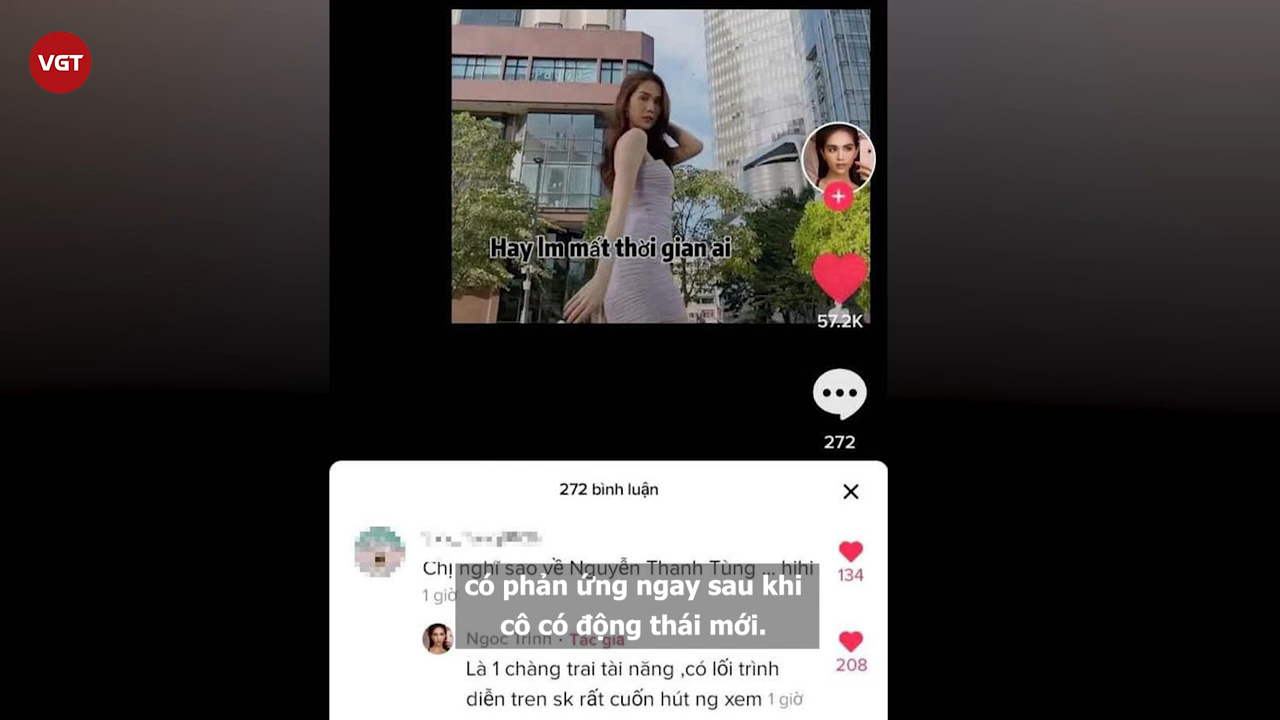 VGT
Hay lm mất thời gian ai
57.2K
272
272 bình luận
Chị nghĩ sao về Nguyễn Thanh Tùng ... hihi
134
1 giờ
có phản ứng ngay sau khi
cô có động thái mới.
Ngọc Trinh · Tác giả
208
Là 1 chàng trai tài năng ,có lối trình
diễn tren sk rất cuốn hút ng xem 1 giờ